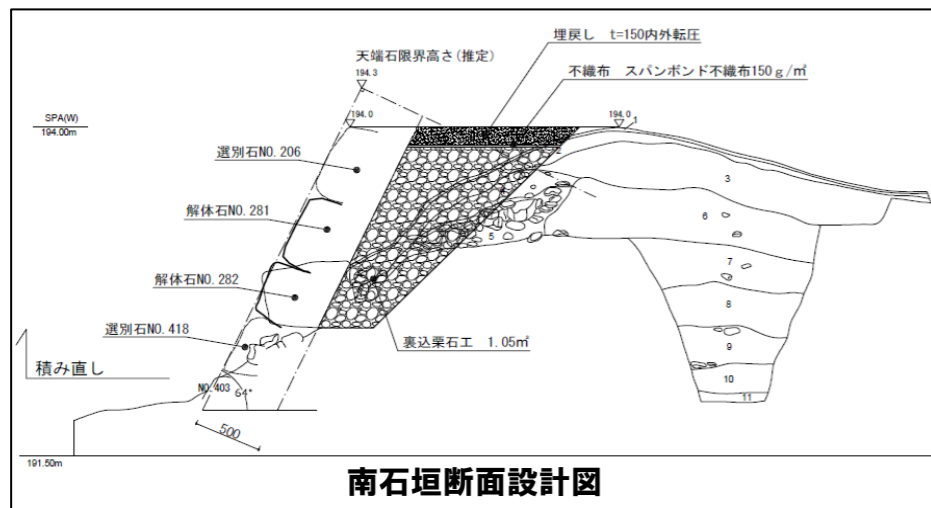 埋戻し t=150内外転圧
天端石限界高さ(推定)
不織布 スパンボンド不織布150g/㎡
194.3
SPA(W)
194.00m
194.0
194.0
1
2
選別石NO.206
3
解体石NO.281
6
5
7
解体石NO.282
8
選別石NO.418
裏込栗石工 1.05㎡
9
積み直し
NO.403
64°
10
11
500
191.50m
南石垣断面設計図